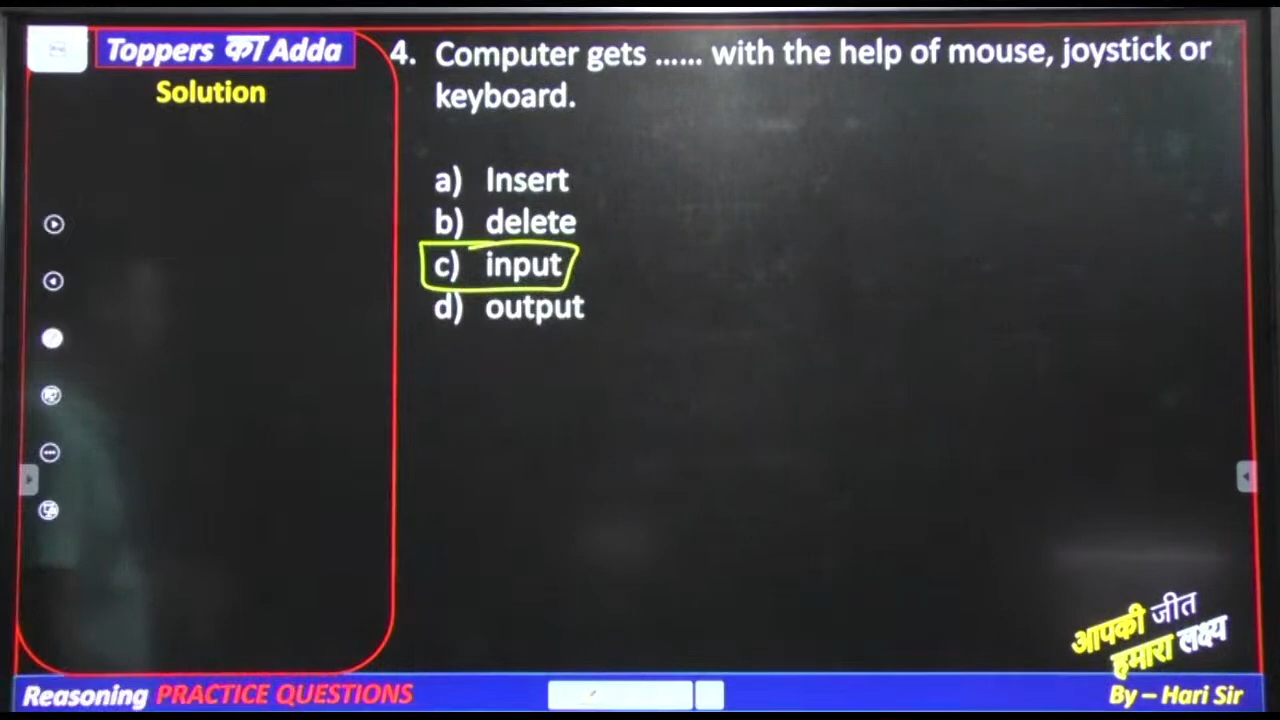 Toppers का Adda
Solution
4. Computer gets ...... with the help of mouse, joystick or
keyboard.
a) Insert
b) delete
c) input
d) output
आपकी जीत
हमारा लक्ष्य
Reasoning PRACTICE QUESTIONS
By – Hari Sir